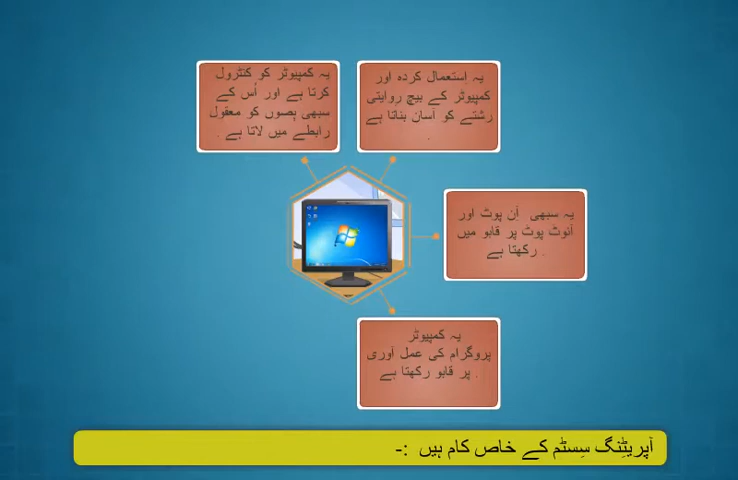 یہ کمپیوٹر کو کنٹرول
کرتا ہے اور اُس کے
سبھی ہِصوں کو معقول
رابطے میں لاتا ہے .
یہ استعمال کردہ اور
کمپیوٹر کے بیچ روایتی
رشتے کو آسان بناتا ہے
.
یہ سبھی اَن پوٹ اور
آئوٹ پوٹ پر قابو میں
رکھتا ہے .
یہ کمپیوٹر
پروگرام کی عمل آوری
پر قابو رکھتا ہے .
آپریٹِنگ سِسٹم کے خاص کام ہیں :-